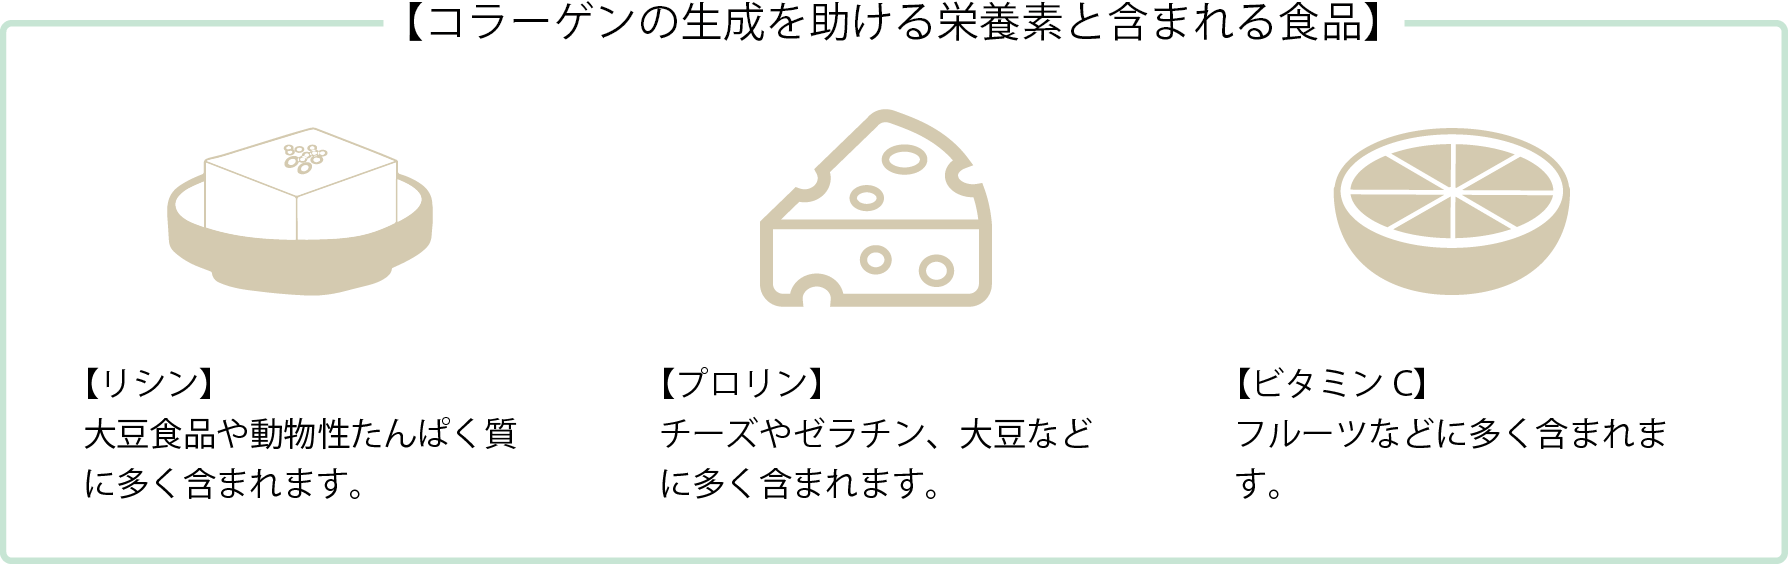 【コラーゲンの生成を助ける栄養素と含まれる食品】
【リシン】
大豆食品や動物性たんぱく質
に多く含まれます。
【プロリン】
チーズやゼラチン、大豆など
に多く含まれます。
【ビタミン C】
フルーツなどに多く含まれま
す。